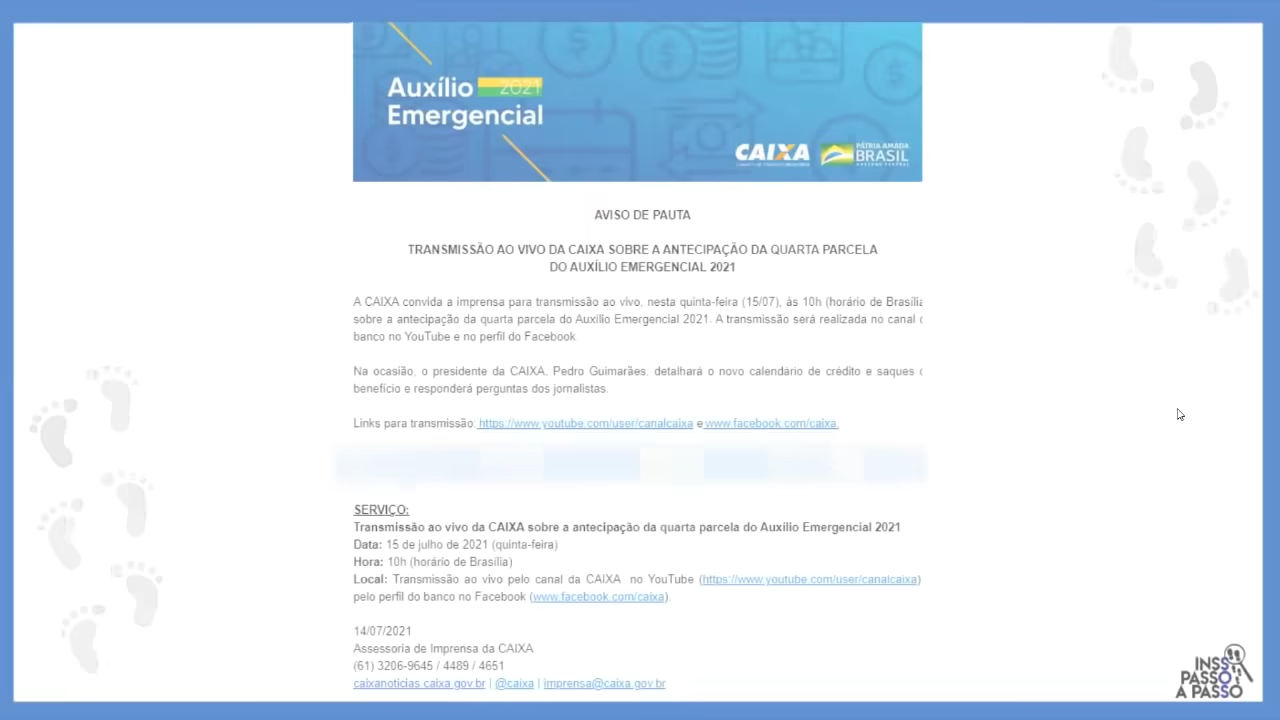 Auxílio 2021
Emergencial
CAIXA
PÁTRIA AMADA
BRASIL
GOVERNO FEDERAL
AVISO DE PAUTA
TRANSMISSÃO AO VIVO DA CAIXA SOBRE A ANTECIPAÇÃO DA QUARTA PARCELA
DO AUXÍLIO EMERGENCIAL 2021
A CAIXA convida a imprensa para transmissão ao vivo, nesta quinta-feira (15/07), às 10h (horário de Brasília
sobre a antecipação da quarta parcela do Auxílio Emergencial 2021. A transmissão será realizada no canal
banco no YouTube e no perfil do Facebook
Na ocasião, o presidente da CAIXA, Pedro Guimarães, detalhará o novo calendário de crédito e saques
benefício e responderá perguntas dos jornalistas.
Links para transmissão: https://www.youtube.com/user/canalcaixa e www.facebook.com/caixa.
SERVIÇO:
Transmissão ao vivo da CAIXA sobre a antecipação da quarta parcela do Auxílio Emergencial 2021
Data: 15 de julho de 2021 (quinta-feira)
Hora: 10h (horário de Brasília)
Local: Transmissão ao vivo pelo canal da CAIXA no YouTube (https://www.youtube.com/user/canalcaixa)
pelo perfil do banco no Facebook (www.facebook.com/caixa).
14/07/2021
Assessoria de Imprensa da CAIXA
(61) 3206-9645 / 4489 / 4651
caixanoticias.caixa.gov.br | @caixa | imprensa@caixa.gov.br
INSS
PASSO
A PASSO